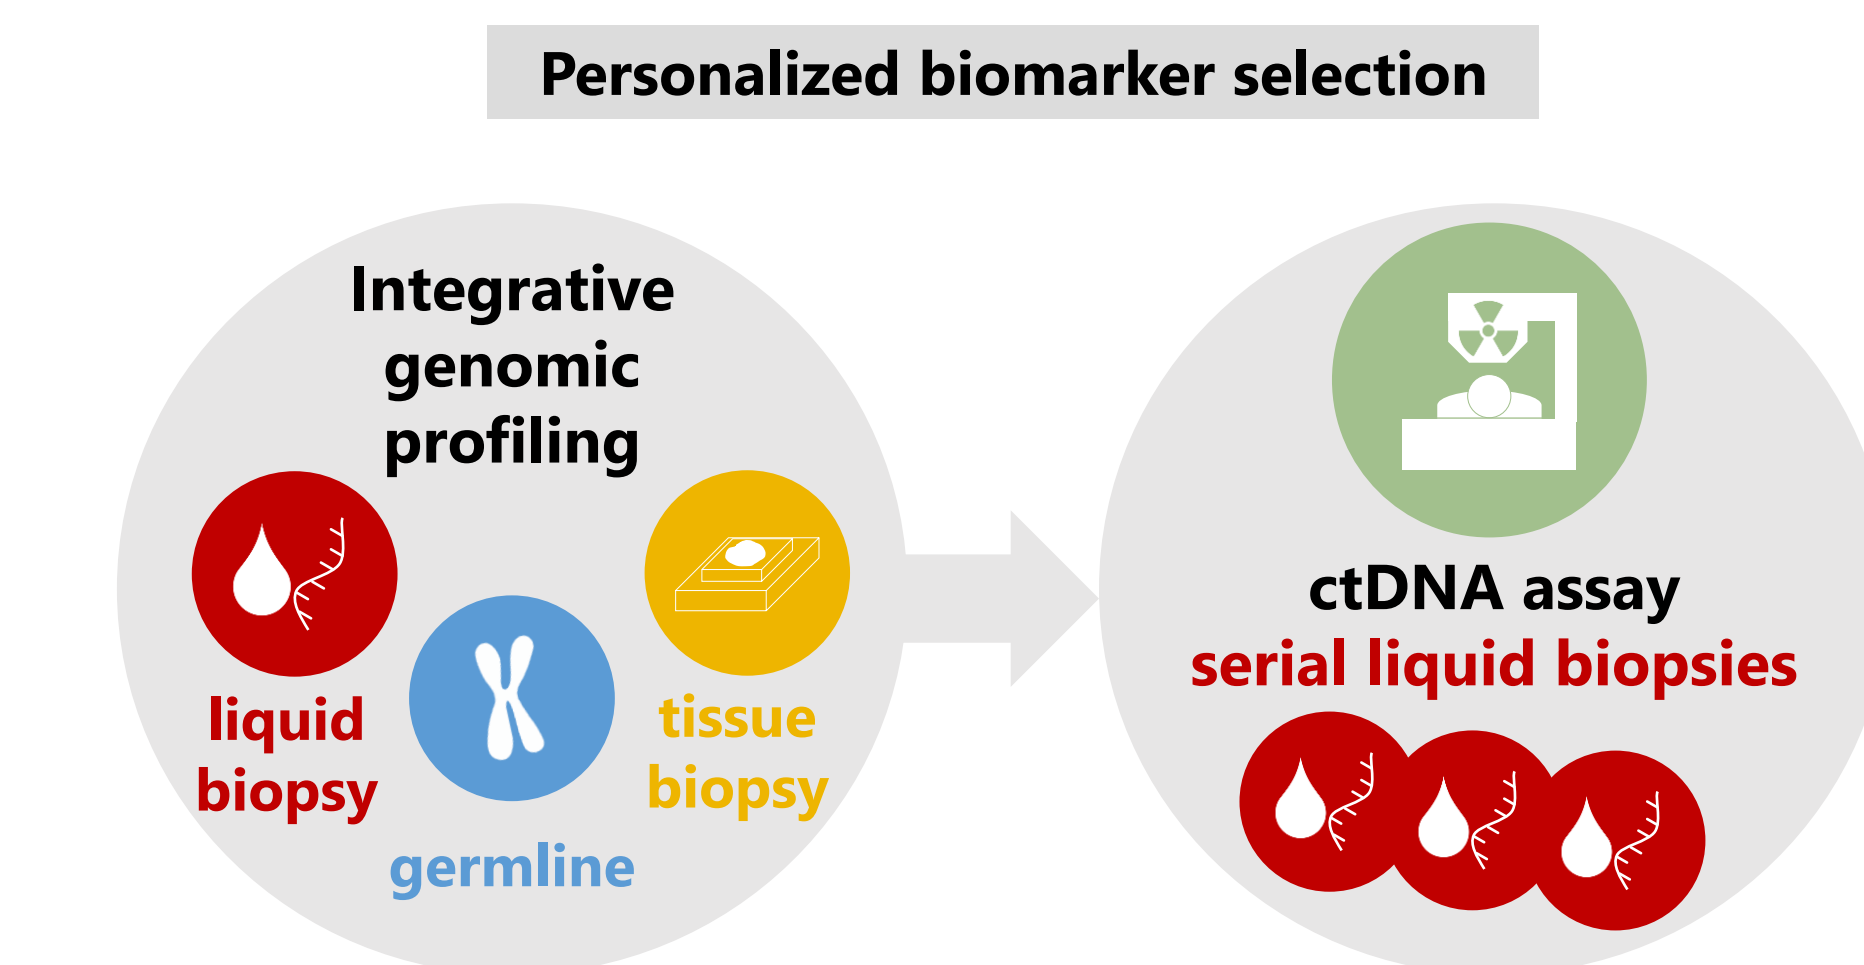 Personalized biomarker selection
Integrative
genomic
profiling
liquid
biopsy
germline
tissue
biopsy
ctDNA assay
serial liquid biopsies